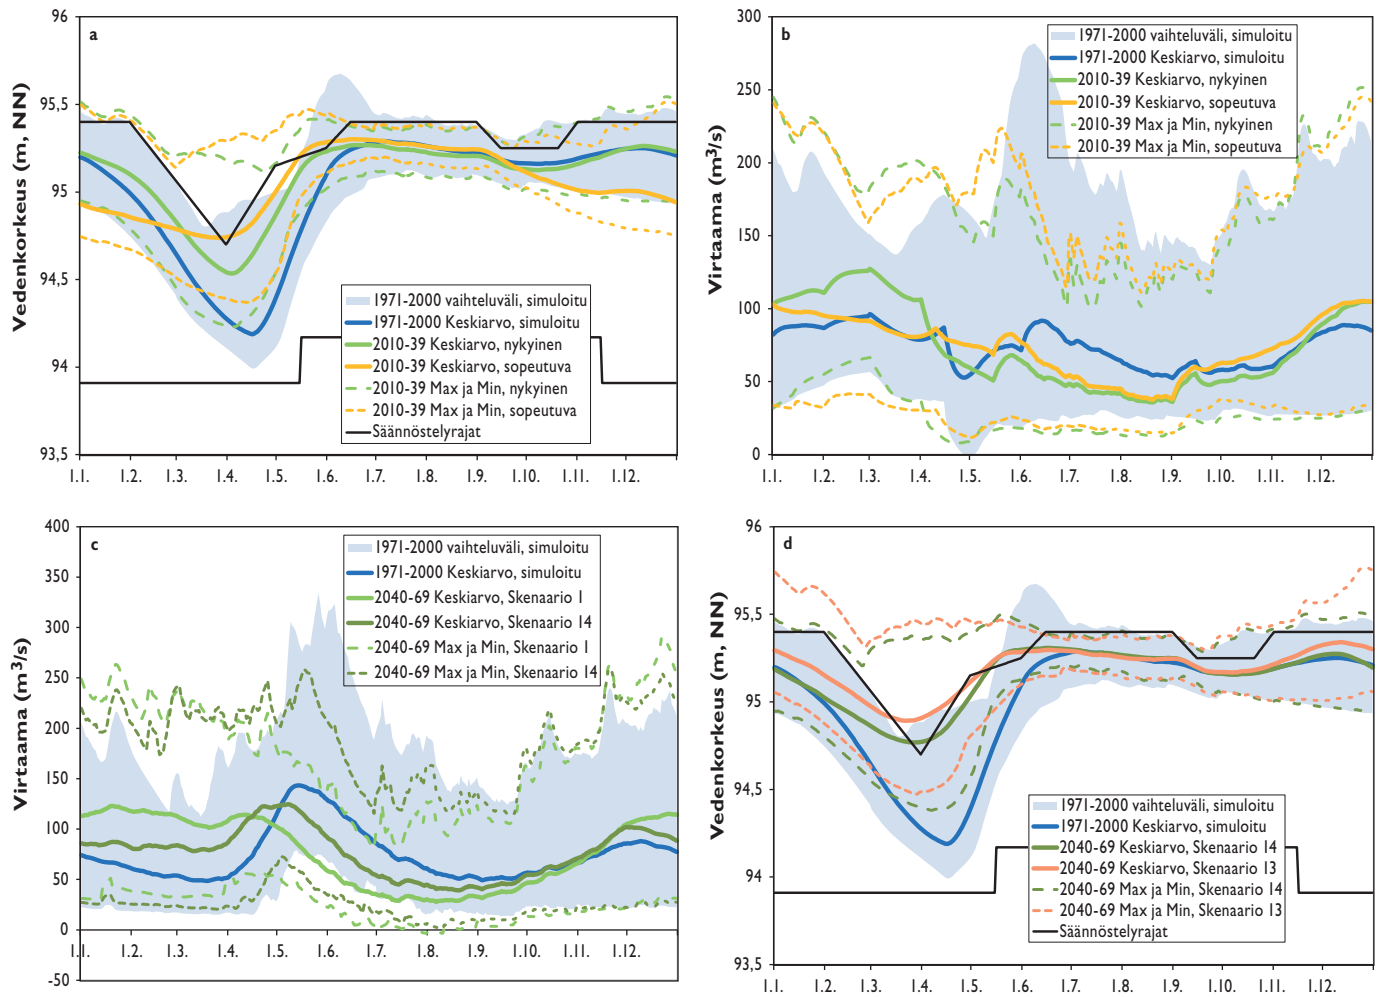 a
Vedenkorkeus (m, NN)
96
95,5
95
94,5
94
93,5
1.1.
1.2.
1.3.
1.4.
1.5.
1.6.
1.7.
1.8.
1.9.
1.10.
1.11.
1.12.
1971-2000 vaihteluväli, simuloitu
1971-2000 Keskiarvo, simuloitu
2010-39 Keskiarvo, nykyinen
2010-39 Keskiarvo, sopeutuva
2010-39 Max ja Min, nykyinen
2010-39 Max ja Min, sopeutuva
Säännöstelyrajat
b
Virtaama (m³/s)
300
250
200
150
100
50
0
1.1.
1.2.
1.3.
1.4.
1.5.
1.6.
1.7.
1.8.
1.9.
1.10.
1.11.
1.12.
1971-2000 vaihteluväli, simuloitu
1971-2000 Keskiarvo, simuloitu
2010-39 Keskiarvo, nykyinen
2010-39 Keskiarvo, sopeutuva
2010-39 Max ja Min, nykyinen
2010-39 Max ja Min, sopeutuva
c
Virtaama (m³/s)
400
350
300
250
200
150
100
50
0
-50
1.1.
1.2.
1.3.
1.4.
1.5.
1.6.
1.7.
1.8.
1.9.
1.10.
1.11.
1.12.
1971-2000 vaihteluväli, simuloitu
1971-2000 Keskiarvo, simuloitu
2040-69 Keskiarvo, Skenaario 1
2040-69 Keskiarvo, Skenaario 14
2040-69 Max ja Min, Skenaario 1
2040-69 Max ja Min, Skenaario 14
d
Vedenkorkeus (m, NN)
96
95,5
95
94,5
94
93,5
1.1.
1.2.
1.3.
1.4.
1.5.
1.6.
1.7.
1.8.
1.9.
1.10.
1.11.
1.12.
1971-2000 vaihteluväli, simuloitu
1971-2000 Keskiarvo, simuloitu
2040-69 Keskiarvo, Skenaario 14
2040-69 Keskiarvo, Skenaario 13
2040-69 Max ja Min, Skenaario 14
2040-69 Max ja Min, Skenaario 13
Säännöstelyrajat